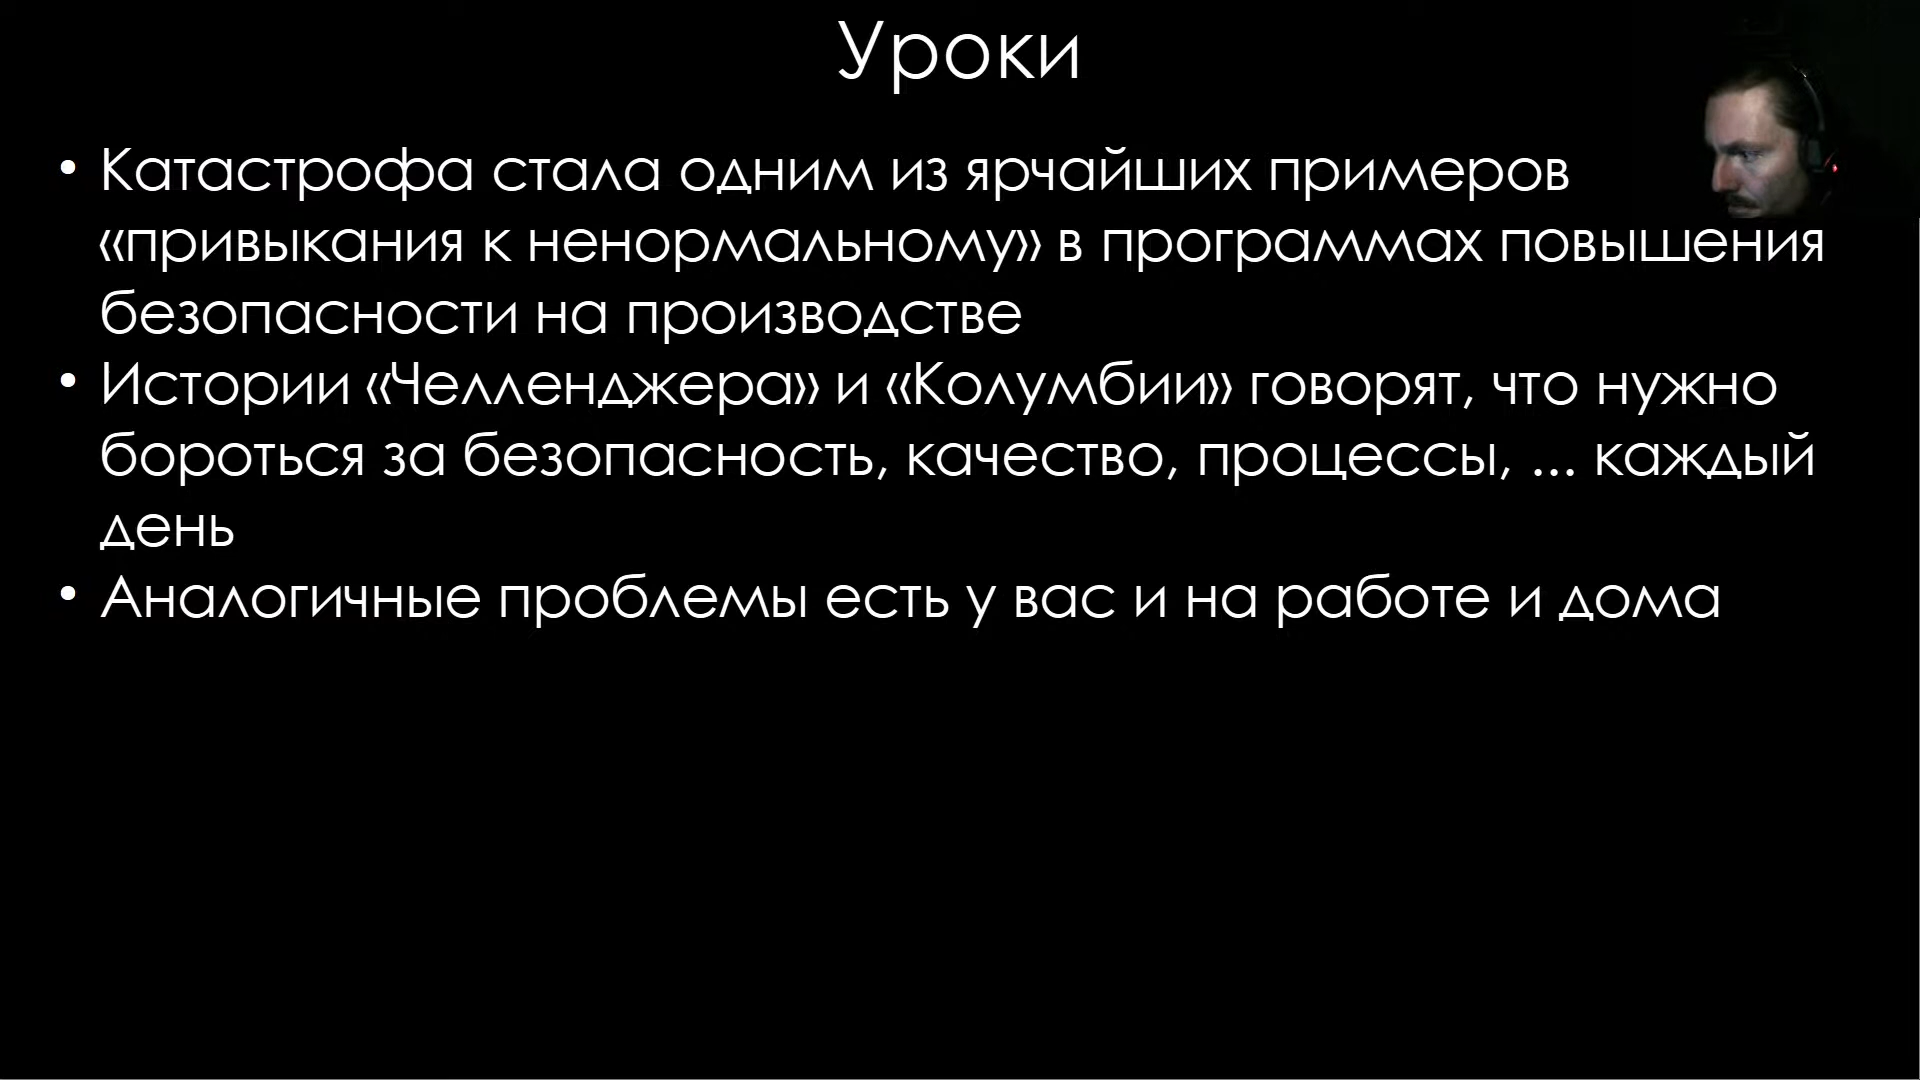 Уроки
• Катастрофа стала одним из ярчайших примеров
«привыкания к ненормальному» в программах повышения
безопасности на производстве
• Истории «Челленджера» и «Колумбии» говорят, что нужно
бороться за безопасность, качество, процессы, ... каждый
день
• Аналогичные проблемы есть у вас и на работе и дома